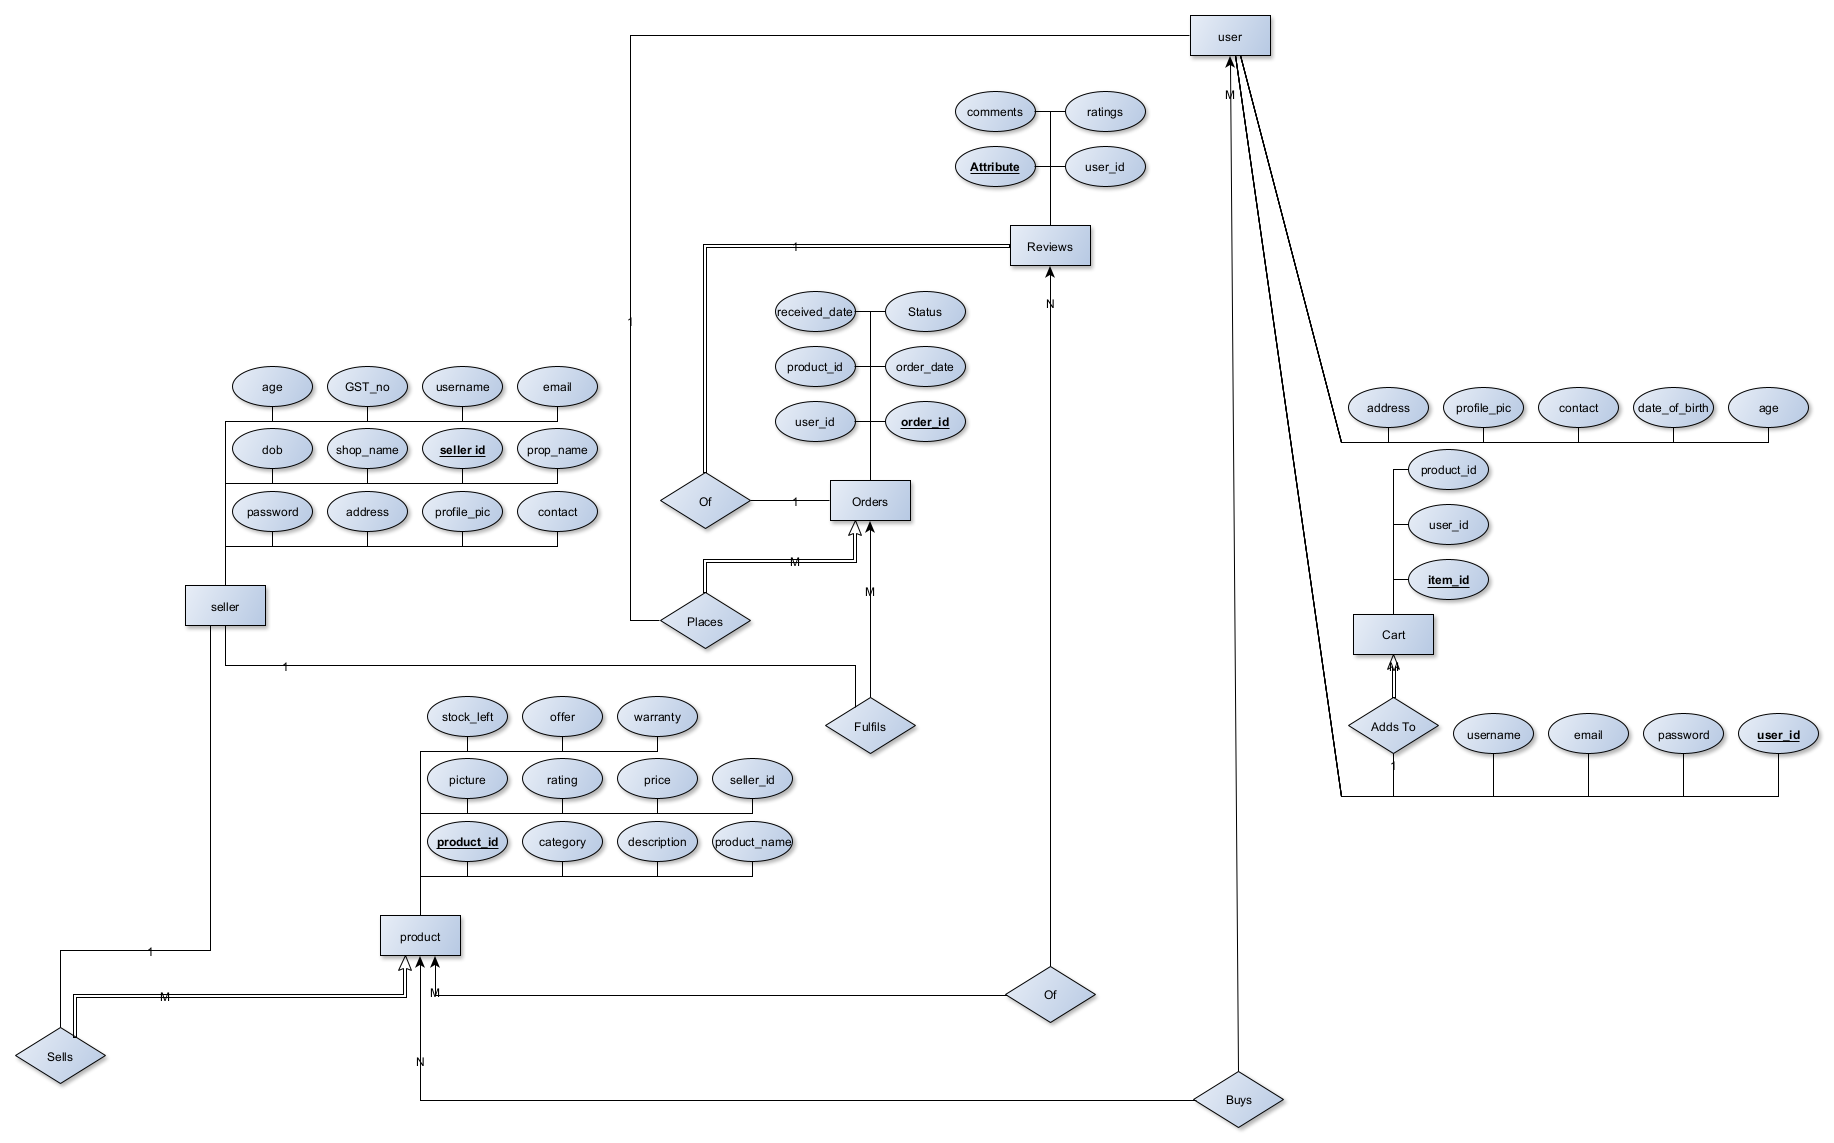 user
M
comments
ratings
Attribute
user_id
Reviews
1
N
received_date
Status
1
product_id
order_date
age
GST_no
username
email
address
profile_pic
contact
date_of_birth
age
user_id
order_id
dob
shop_name
seller id
prop_name
product_id
Of
1
Orders
password
address
profile_pic
contact
user_id
M
item_id
M
seller
Places
Cart
1
M
stock_left
offer
warranty
Fulfils
Adds To
username
email
password
user_id
1
picture
rating
price
seller_id
product_id
category
description
product_name
product
1
M
M
Of
Sells
N
Buys